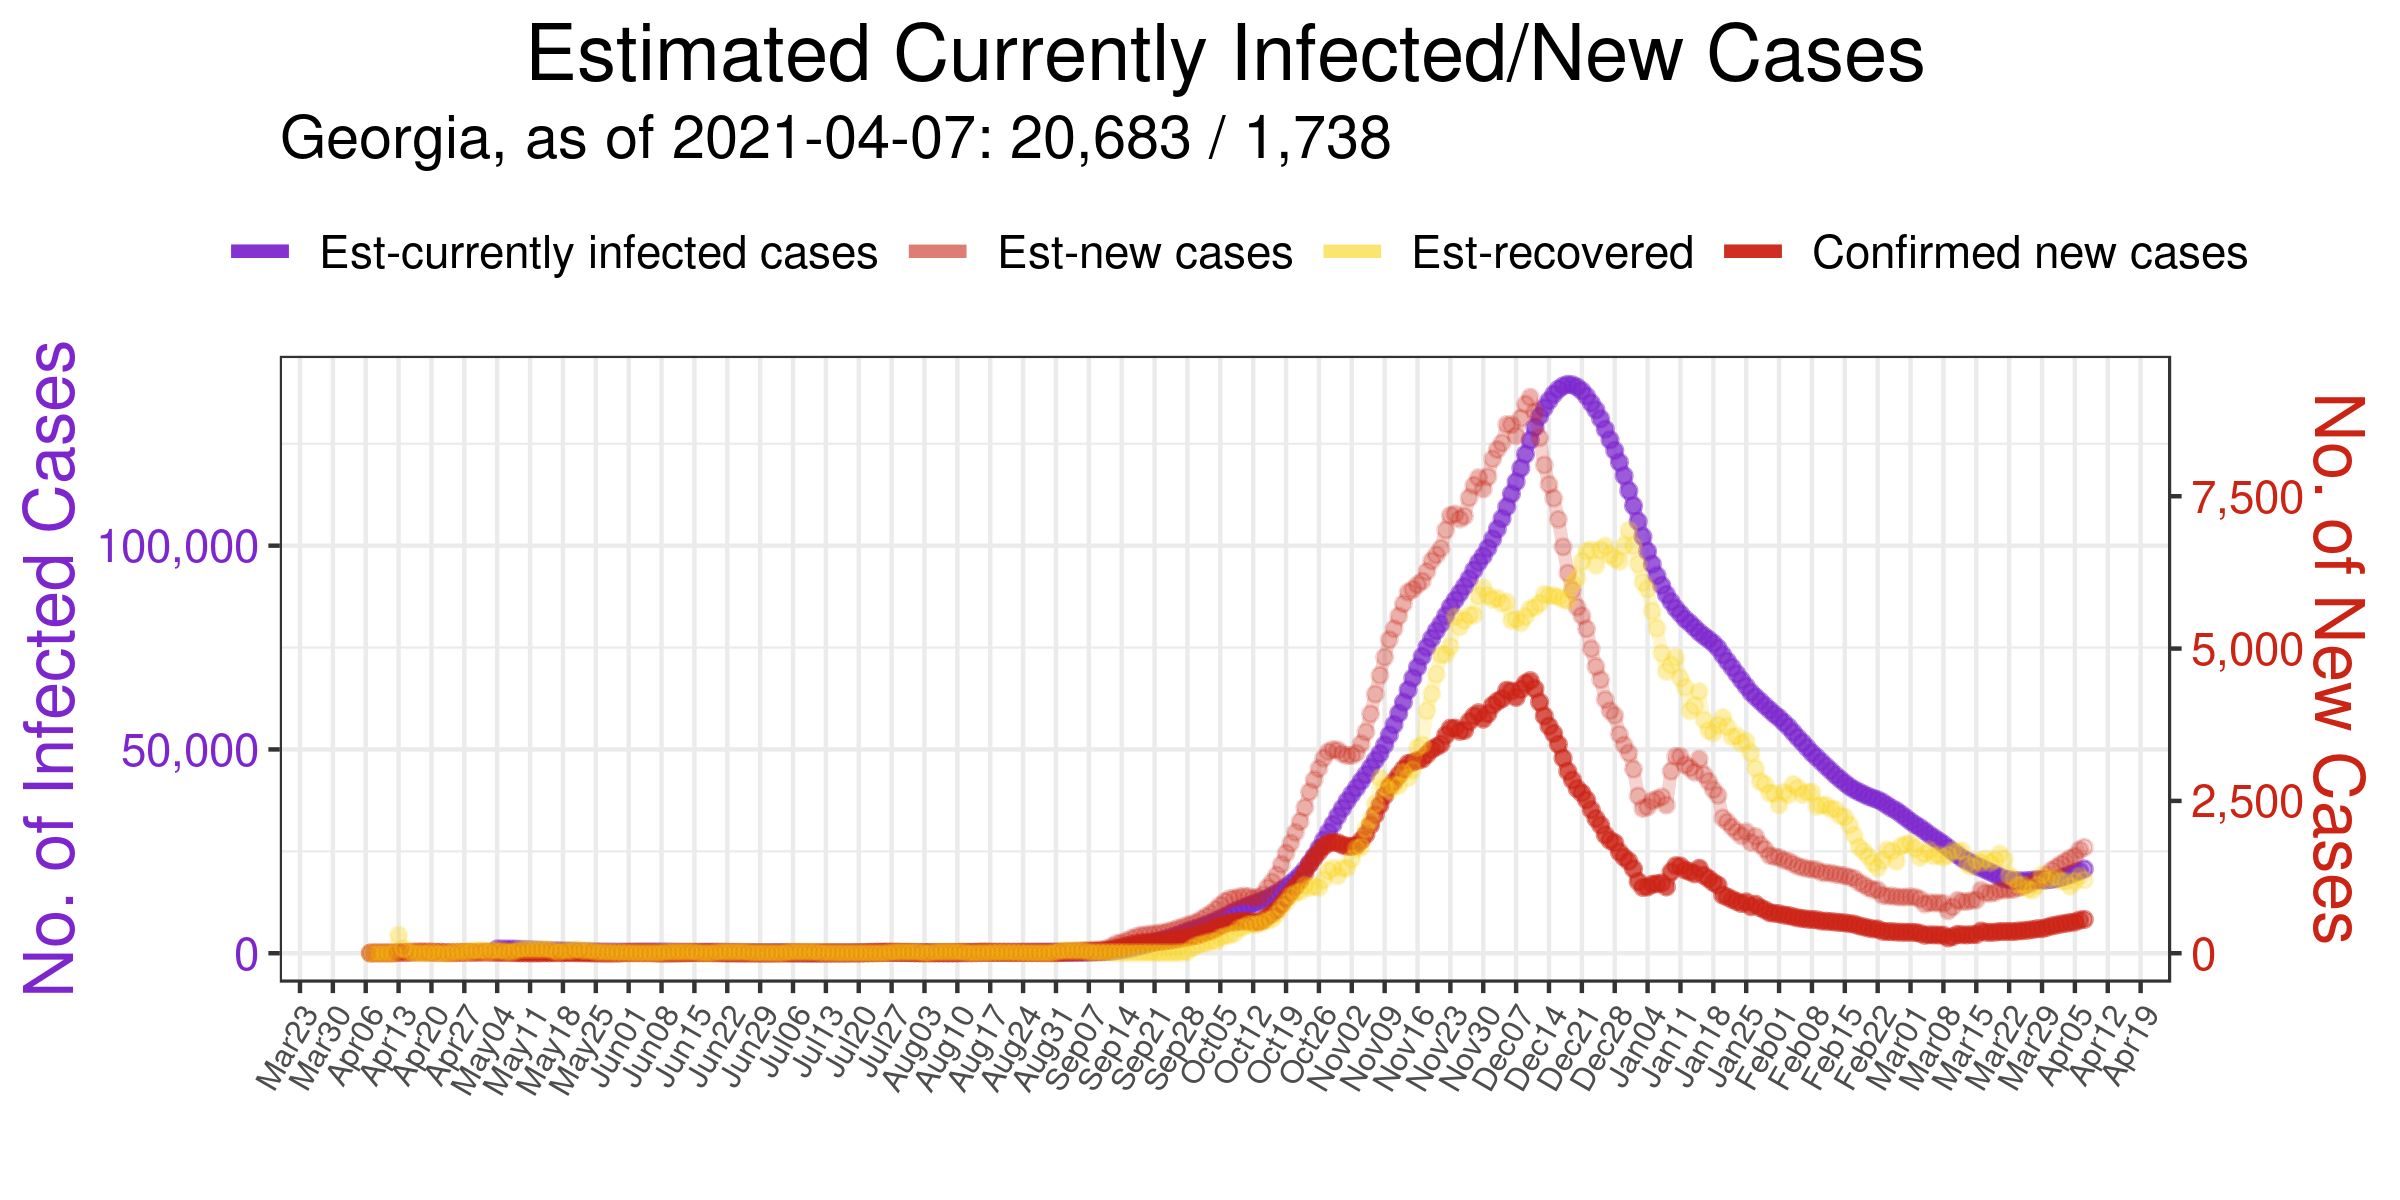 Estimated Currently Infected/New Cases
Georgia, as of 2021-04-07: 20,683 / 1,738
Est-currently infected cases Est-new cases Est-recovered Confirmed new cases
No. of Infected Cases
100,000
50,000
0
7,500
5,000
2,500
0
No. of New Cases
Mar23 Mar30 Apr06 Apr13 Apr20 Apr27 May04 May11 May18 May25 Jun01 Jun08 Jun15 Jun22 Jun29 Jul06 Jul13 Jul20 Jul27 Aug03 Aug10 Aug17 Aug24 Aug31 Sep07 Sep14 Sep21 Sep28 Oct05 Oct12 Oct19 Oct26 Nov02 Nov09 Nov16 Nov23 Nov30 Dec07 Dec14 Dec21 Dec28 Jan04 Jan11 Jan18 Jan25 Feb01 Feb08 Feb15 Feb22 Mar01 Mar08 Mar15 Mar22 Mar29 Apr05 Apr12 Apr19